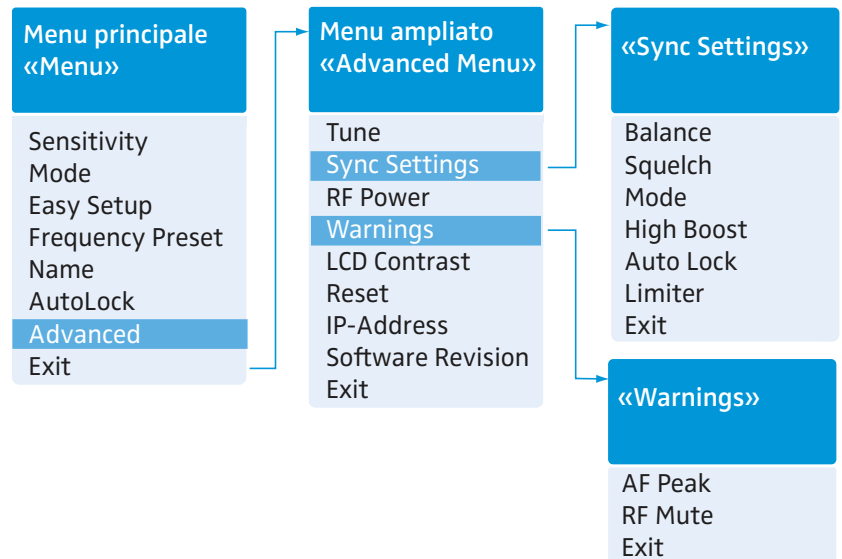 Menu principale
«Menu»
Sensitivity
Mode
Easy Setup
Frequency Preset
Name
AutoLock
Advanced
Exit
Menu ampliato
«Advanced Menu»
Tune
Sync Settings
RF Power
Warnings
LCD Contrast
Reset
IP-Address
Software Revision
Exit
«Sync Settings»
Balance
Squelch
Mode
High Boost
Auto Lock
Limiter
Exit
«Warnings»
AF Peak
RF Mute
Exit